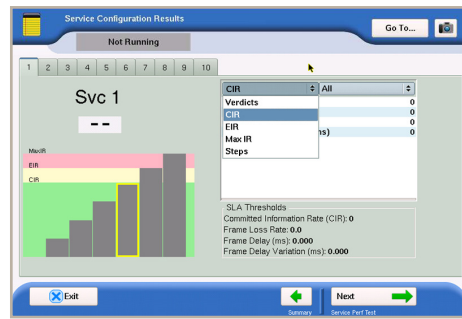 Service Configuration Results
Not Running
Go To...
1 2 3 4 5 6 7 8 9 10
Svc 1
--
MaxIR
EIR
CIR
CIR All
Verdicts 0
CIR 0
EIR 0
Max IR ns) 0
Steps
SLA Thresholds
Committed Information Rate (CIR): 0
Frame Loss Rate: 0.0
Frame Delay (ms): 0.000
Frame Delay Variation (ms): 0.000
Exit
Next
Summary
Service Perf Test